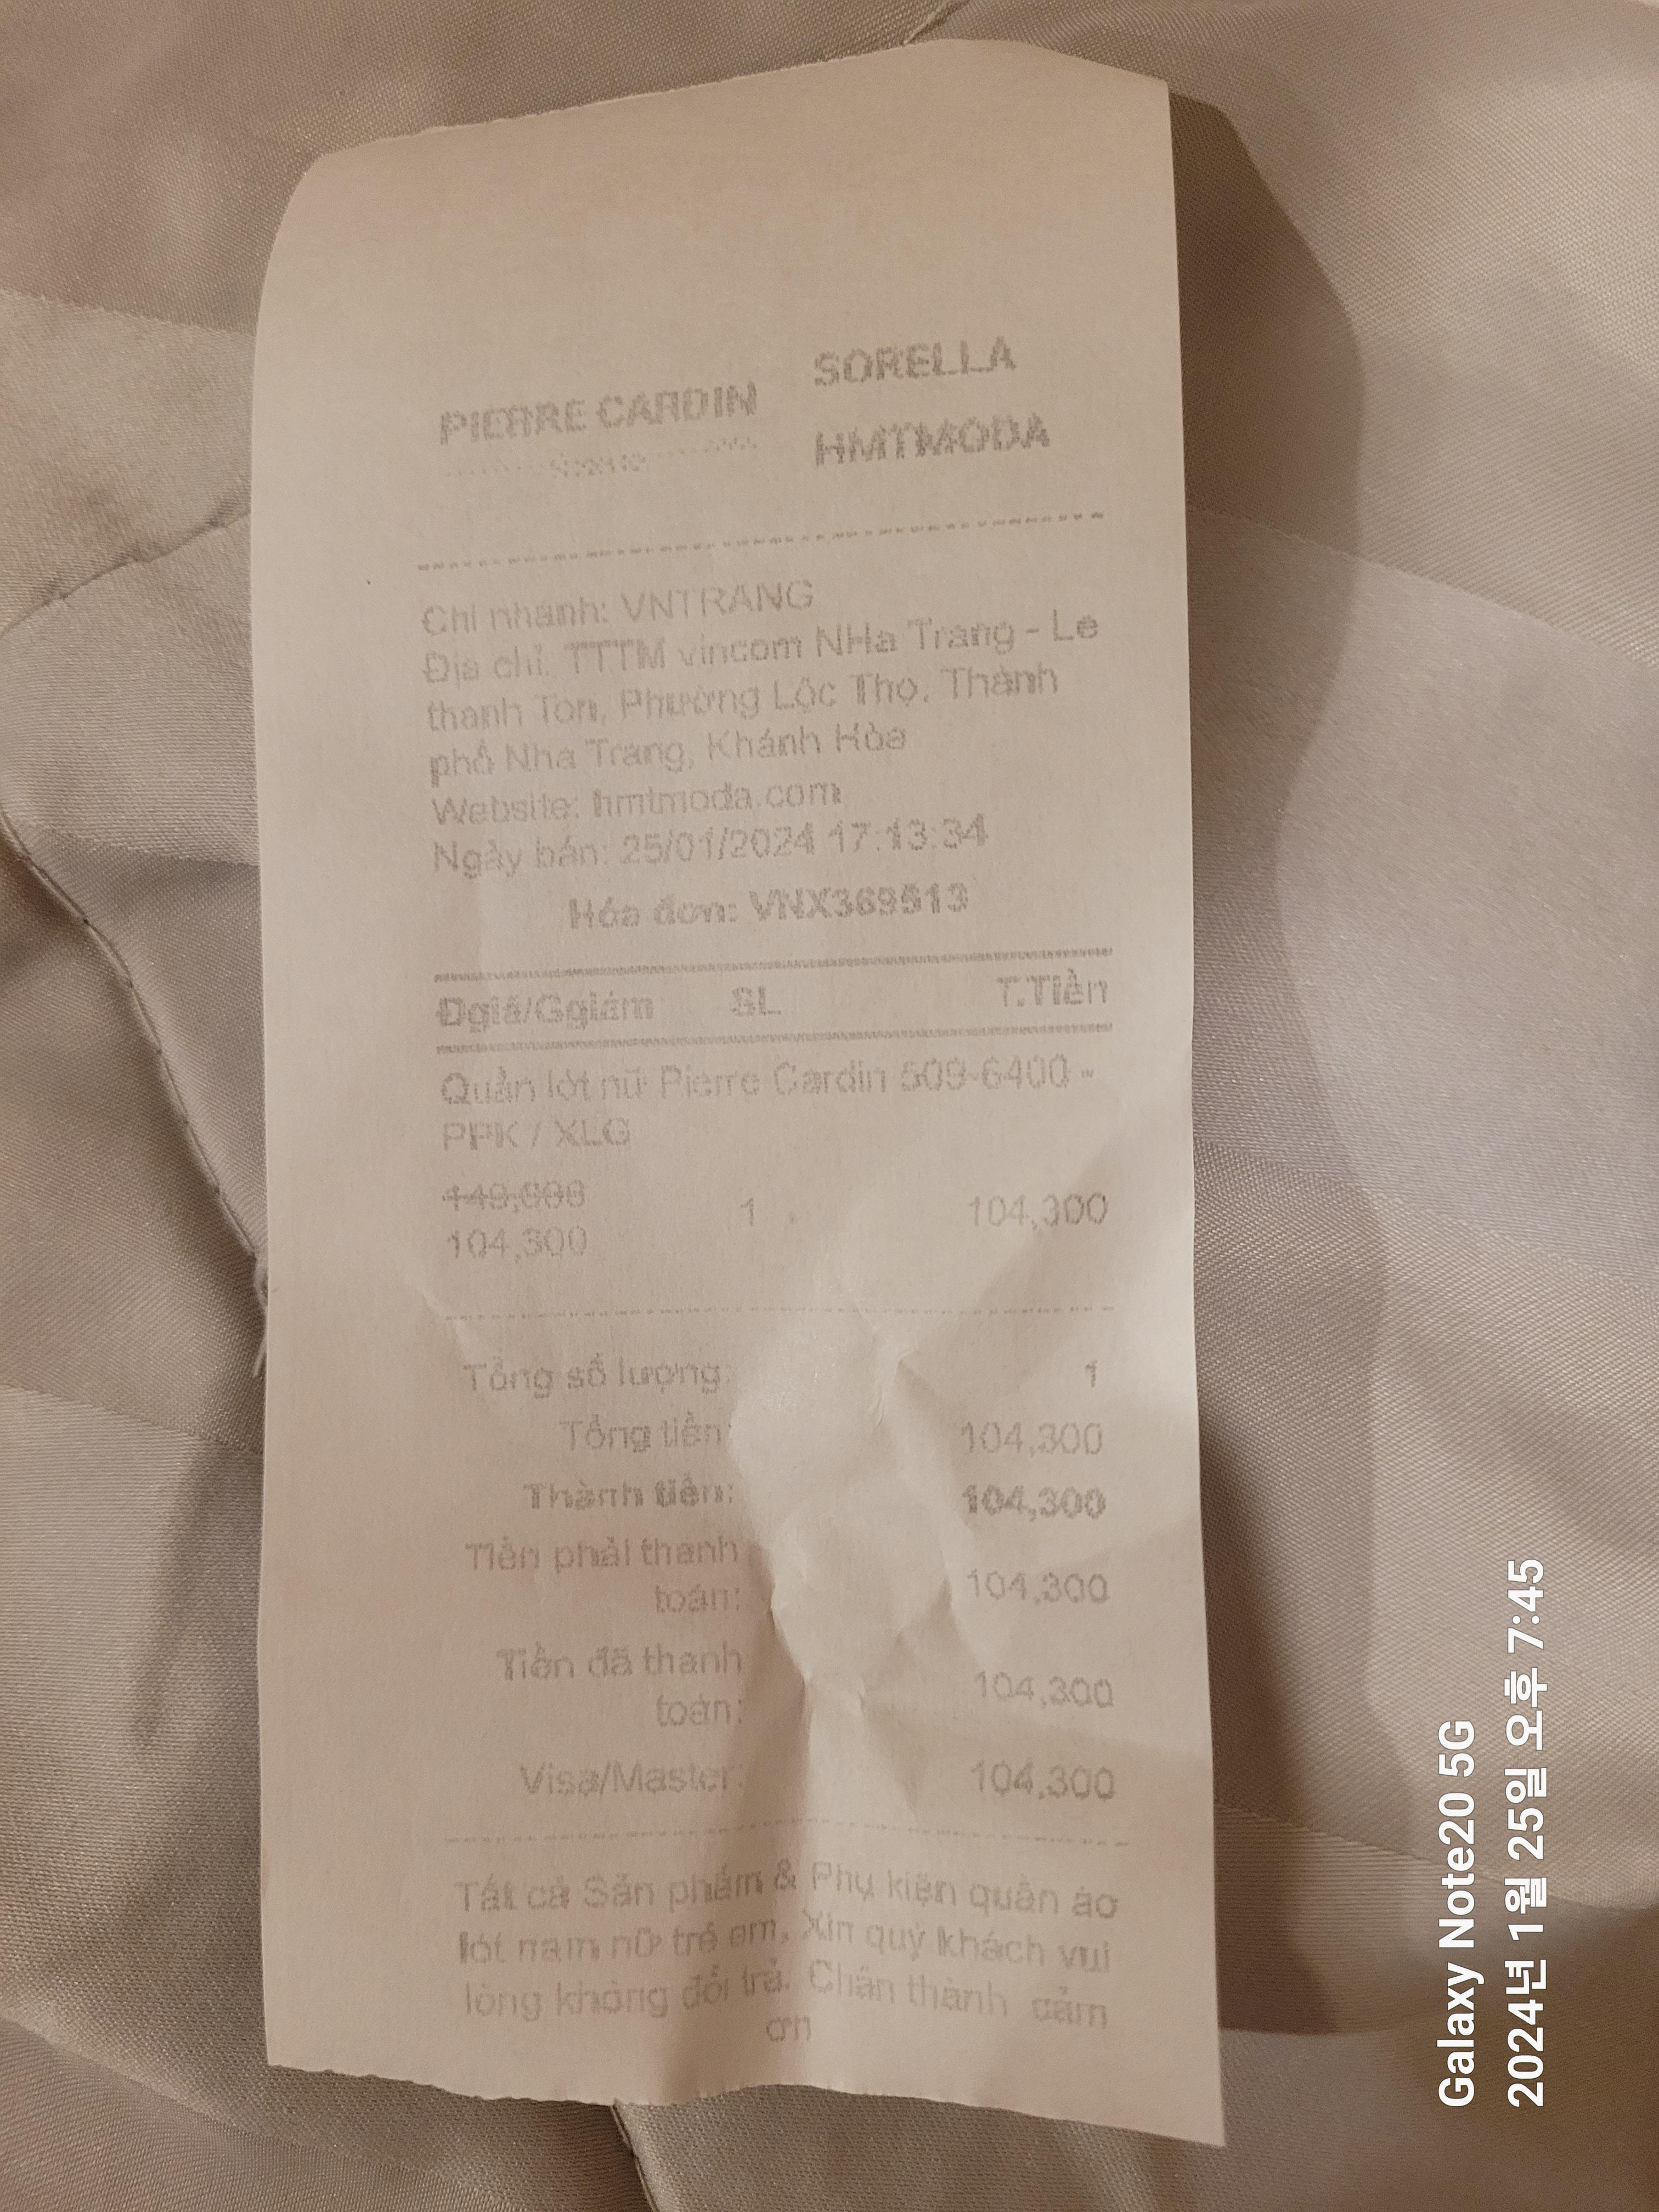 PIERRE CARDIN
SORELLA
HMTMODA
Chi nhánh: VNTRANG
Địa chỉ: TTTM vincom NHa Trang - Le
thanh Ton, Phường Lộc Thọ, Thành
phố Nha Trang, Khánh Hòa
Website: hmtmoda.com
Ngày bán: 25/01/2024 17:13:34
Hóa đơn: VNX369513
Đgiá/Ggiảm SL T.Tiền
Quần lót nữ Pierre Cardin 509-6400 -
PPK / XLG
149,000
104,300 1 104,300
Tổng số lượng: 1
Tổng tiền: 104,300
Thành tiền: 104,300
Tiền phải thanh
toán: 104,300
Tiền đã thanh
toán: 104,300
Visa/Master: 104,300
Tất cả Sản phẩm & Phụ kiện quần áo
lót nam nữ trẻ em, Xin quý khách vui
lòng không đổi trả. Chân thành cảm
ơn
Galaxy Note20 5G
2024년 1월 25일 오후 7:45